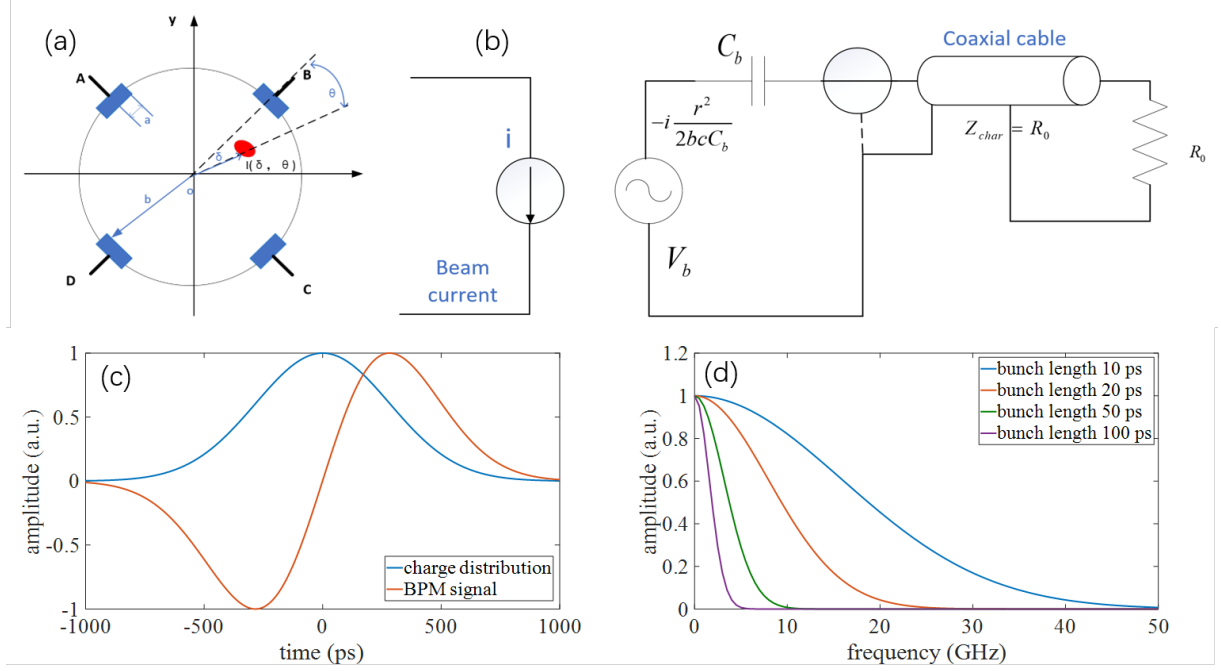 (a)
y
A
B
a
θ
δ
I(δ, θ)
o
b
D
C
(b)
i
Beam
current
C_b
-i r^2/2bcC_b
V_b
Coaxial cable
Z_char = R_0
R_0
(c)
amplitude (a.u.)
1
0.5
0
-0.5
-1
charge distribution
BPM signal
-1000
-500
0
500
1000
time (ps)
(d)
amplitude (a.u.)
1.2
1
0.8
0.6
0.4
0.2
0
bunch length 10 ps
bunch length 20 ps
bunch length 50 ps
bunch length 100 ps
0
10
20
30
40
50
frequency (GHz)